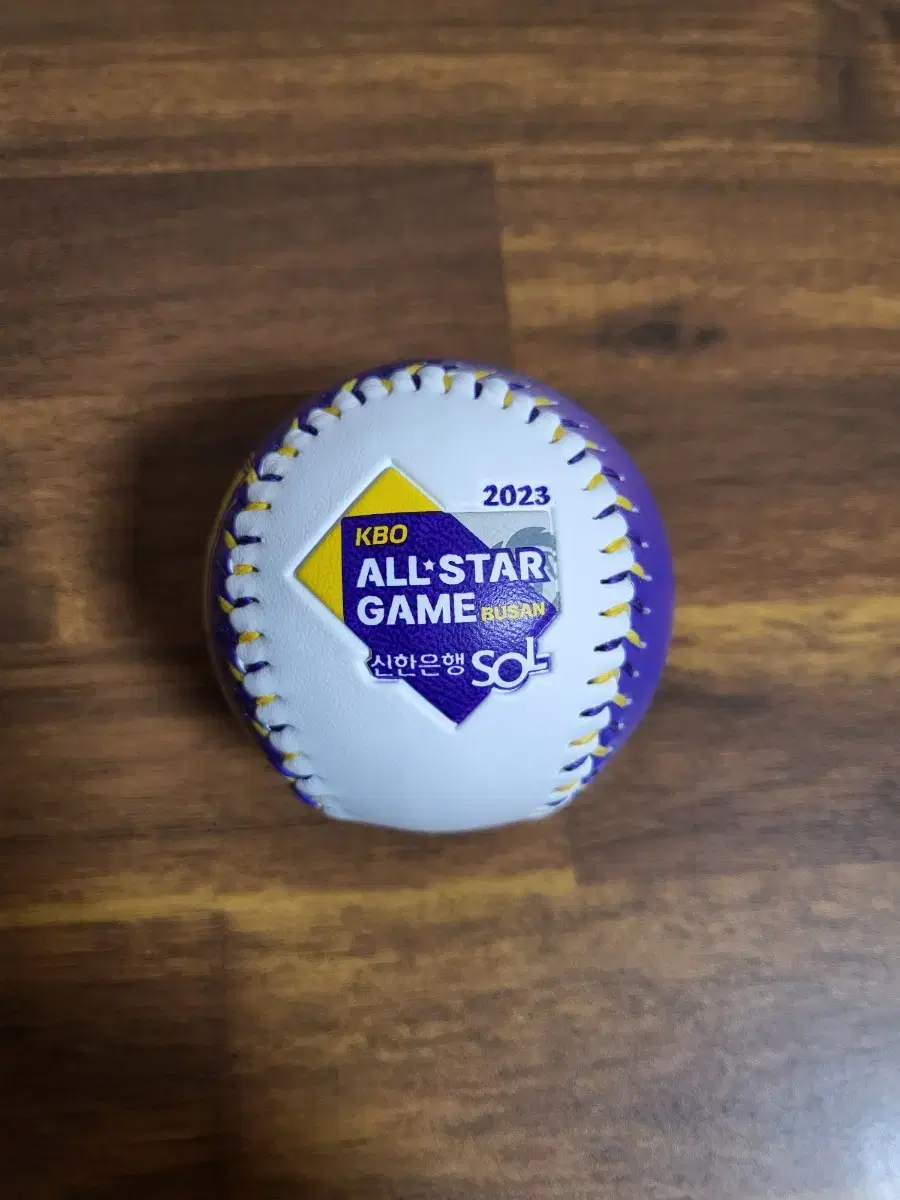 2023
KBO
ALL★STAR
GAME BUSAN
신한은행 SOL